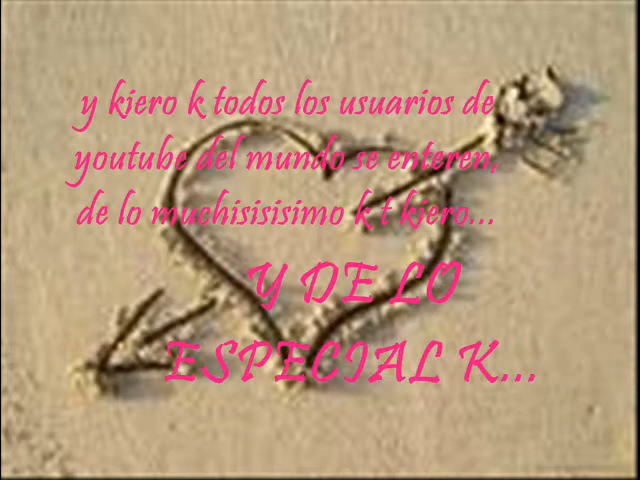 y kiero k todos los usuarios de
youtube del mundo se enteren,
de lo muchisisisimo k t kiero...
Y DE LO
ESPECIAL K...